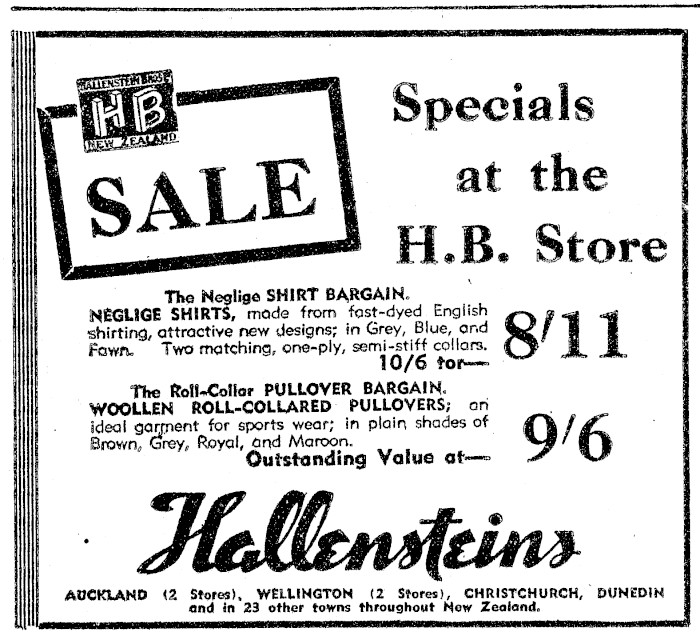 HALLENSTEIN BROS
HB
NEW ZEALAND
SALE
Specials
at the
H.B. Store
The Neglige SHIRT BARGAIN.
NEGLIGE SHIRTS, made from fast-dyed English
shirting, attractive new designs; in Grey, Blue, and
Fawn. Two matching, one-ply, semi-stiff collars.
10/6 for—
8/11
The Roll-Collar PULLOVER BARGAIN.
WOOLLEN ROLL-COLLARED PULLOVERS; an
ideal garment for sports wear; in plain shades of
Brown, Grey, Royal, and Maroon.
Outstanding Value at—
9/6
Hallensteins
AUCKLAND (2 Stores), WELLINGTON (2 Stores), CHRISTCHURCH, DUNEDIN
and in 23 other towns throughout New Zealand.